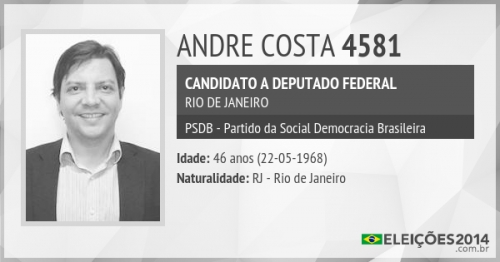 ANDRE COSTA 4581
CANDIDATO A DEPUTADO FEDERAL
RIO DE JANEIRO
PSDB - Partido da Social Democracia Brasileira
Idade: 46 anos (22-05-1968)
Naturalidade: RJ - Rio de Janeiro
ELEIÇÕES2014
.com.br